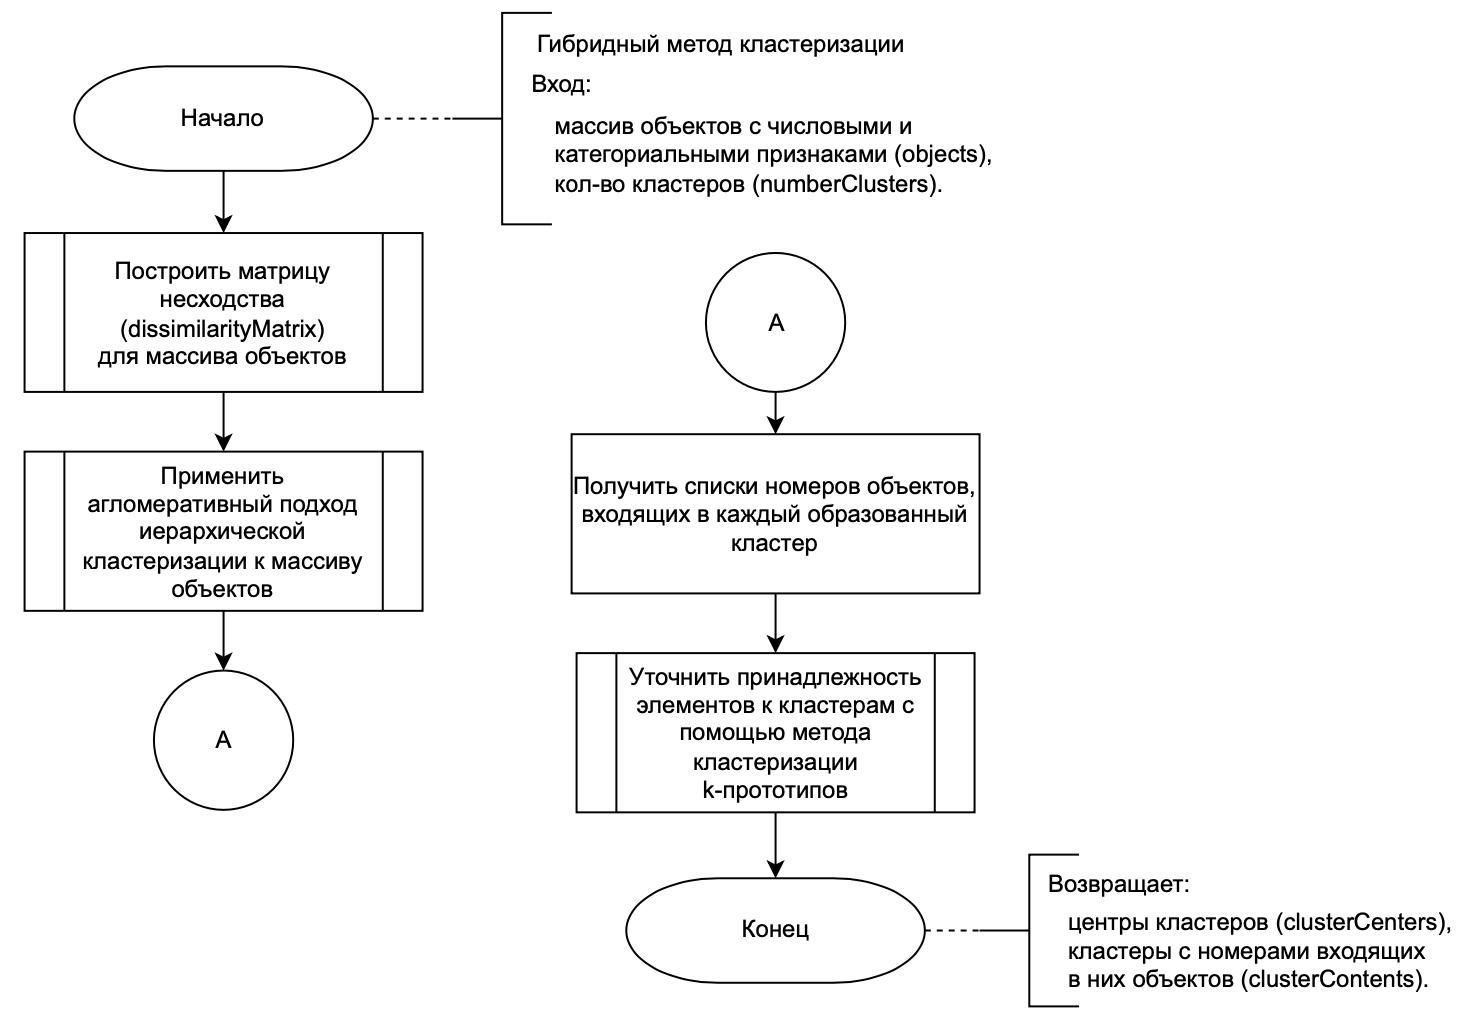 Гибридный метод кластеризации
Вход:
массив объектов с числовыми и
категориальными признаками (objects),
кол-во кластеров (numberClusters).
Начало
Построить матрицу
несходства
(dissimilarityMatrix)
для массива объектов
Применить
агломеративный подход
иерархической
кластеризации к массиву
объектов
А
А
Получить списки номеров объектов,
входящих в каждый образованный
кластер
Уточнить принадлежность
элементов к кластерам с
помощью метода
кластеризации
k-прототипов
Конец
Возвращает:
центры кластеров (clusterCenters),
кластеры с номерами входящих
в них объектов (clusterContents).